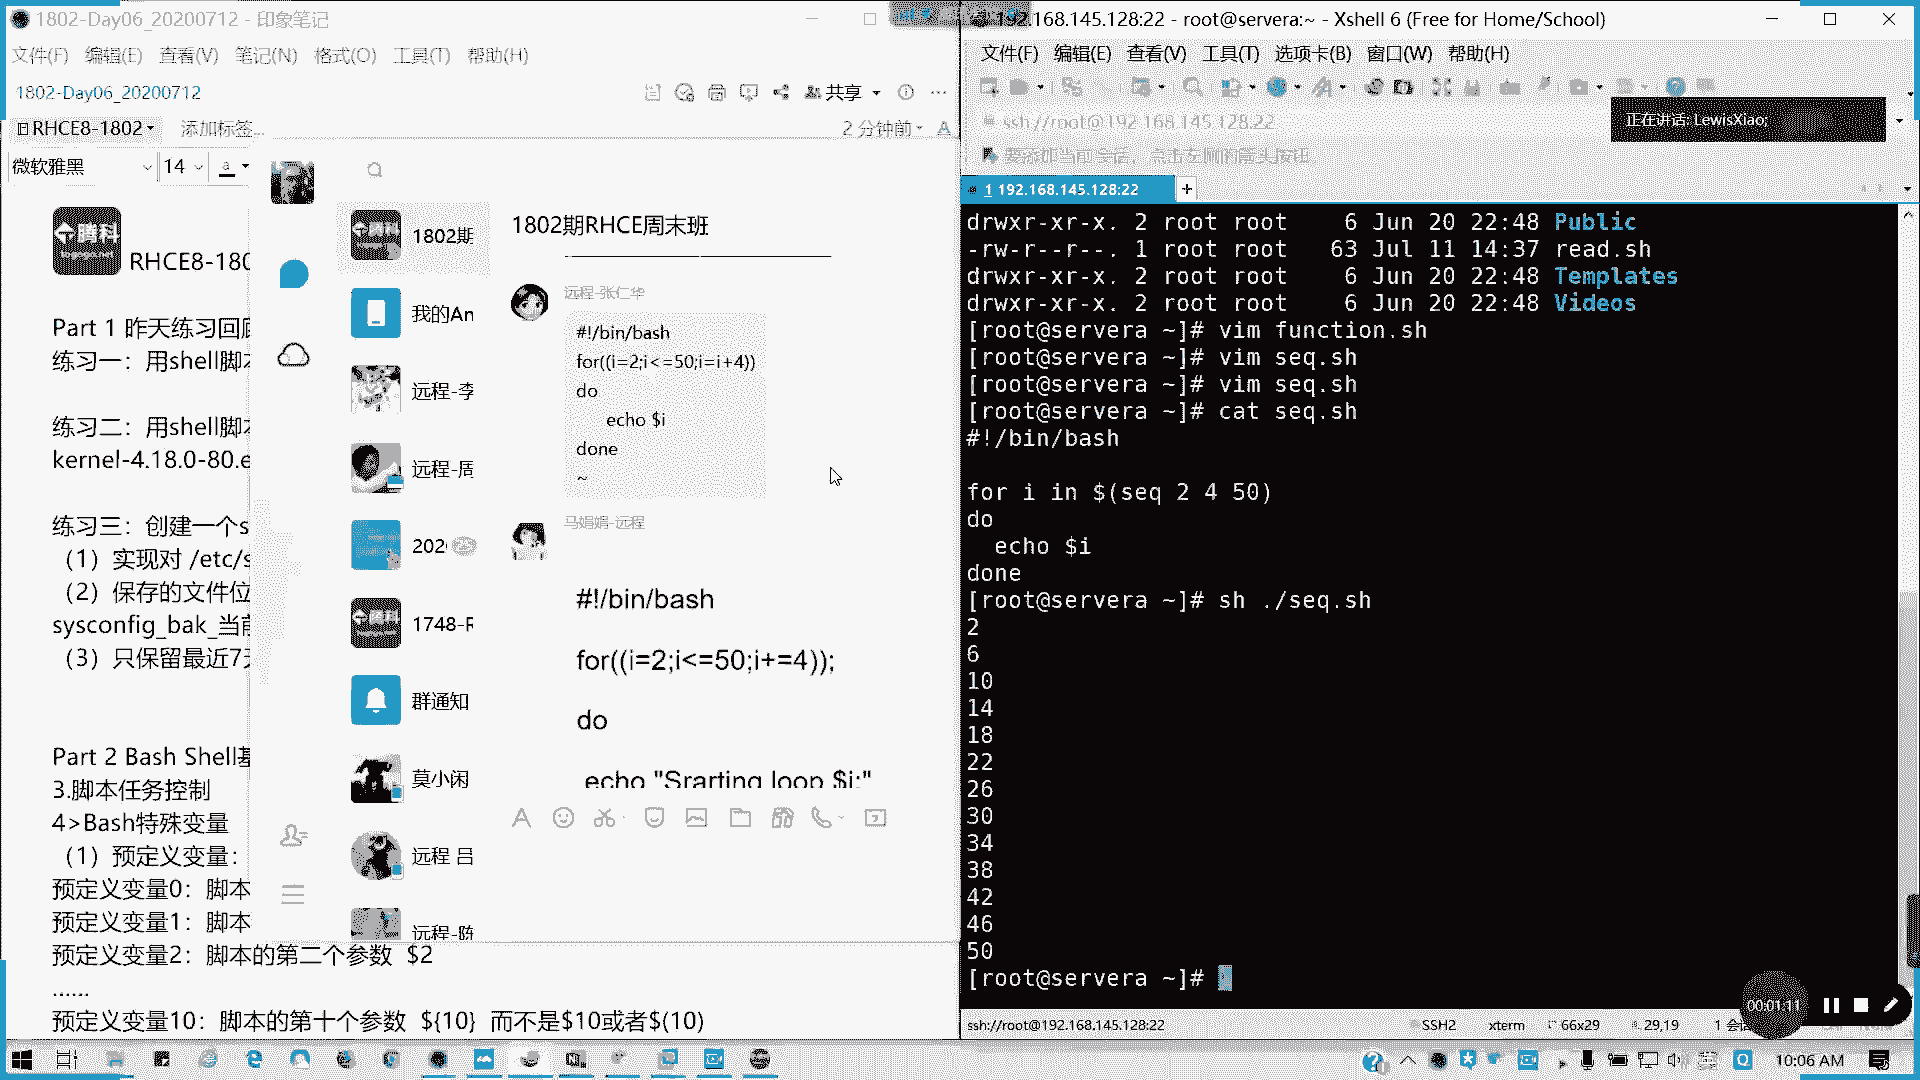 1802-Day06_20200712 - 印象笔记
文件(F) 编辑(E) 查看(V) 笔记(N) 格式(O) 工具(T) 帮助(H)
1802-Day06_20200712
共享
RHCE8-1802
添加标签...
2 分钟前
微软雅黑
14
腾科
RHCE8-180
Part 1 昨天练习回顾
练习一：用shell脚本
练习二：用shell脚本
kernel-4.18.0-80.e
练习三：创建一个s
（1）实现对 /etc/s
（2）保存的文件位
sysconfig_bak_当前
（3）只保留最近7天
Part 2 Bash Shell基
3.脚本任务控制
4>Bash特殊变量
（1）预定义变量：
预定义变量0：脚本
预定义变量1：脚本
预定义变量2：脚本的第二个参数 $2
......
预定义变量10：脚本的第十个参数 ${10} 而不是$10或者$(10)
1802期
我的An
远程-李
远程-周
202
1748-R
群通知
莫小闲
远程 吕
远程-陈
1802期RHCE周末班
远程-张仁华
#!/bin/bash
for((i=2;i<=50;i=i+4))
do
echo $i
done
~
马娟娟-远程
#!/bin/bash
for((i=2;i<=50;i+=4));
do
echo "Srarting loop $i:"
192.168.145.128:22 - root@servera:~ - Xshell 6 (Free for Home/School)
文件(F) 编辑(E) 查看(V) 工具(T) 选项卡(B) 窗口(W) 帮助(H)
ssh://root@192.168.145.128:22
正在讲话: LewisXiao;
要添加当前会话，点击左侧的箭头按钮。
1 192.168.145.128:22
drwxr-xr-x. 2 root root    6 Jun 20 22:48 Public
-rw-r--r--. 1 root root   63 Jul 11 14:37 read.sh
drwxr-xr-x. 2 root root    6 Jun 20 22:48 Templates
drwxr-xr-x. 2 root root    6 Jun 20 22:48 Videos
[root@servera ~]# vim function.sh
[root@servera ~]# vim seq.sh
[root@servera ~]# vim seq.sh
[root@servera ~]# cat seq.sh
#!/bin/bash
for i in $(seq 2 4 50)
do
  echo $i
done
[root@servera ~]# sh ./seq.sh
2
6
10
14
18
22
26
30
34
38
42
46
50
[root@servera ~]#
00:01:11
ssh://root@192.168.145.128:22
SSH2
xterm
66x29
29,19
1 会话
10:06 AM